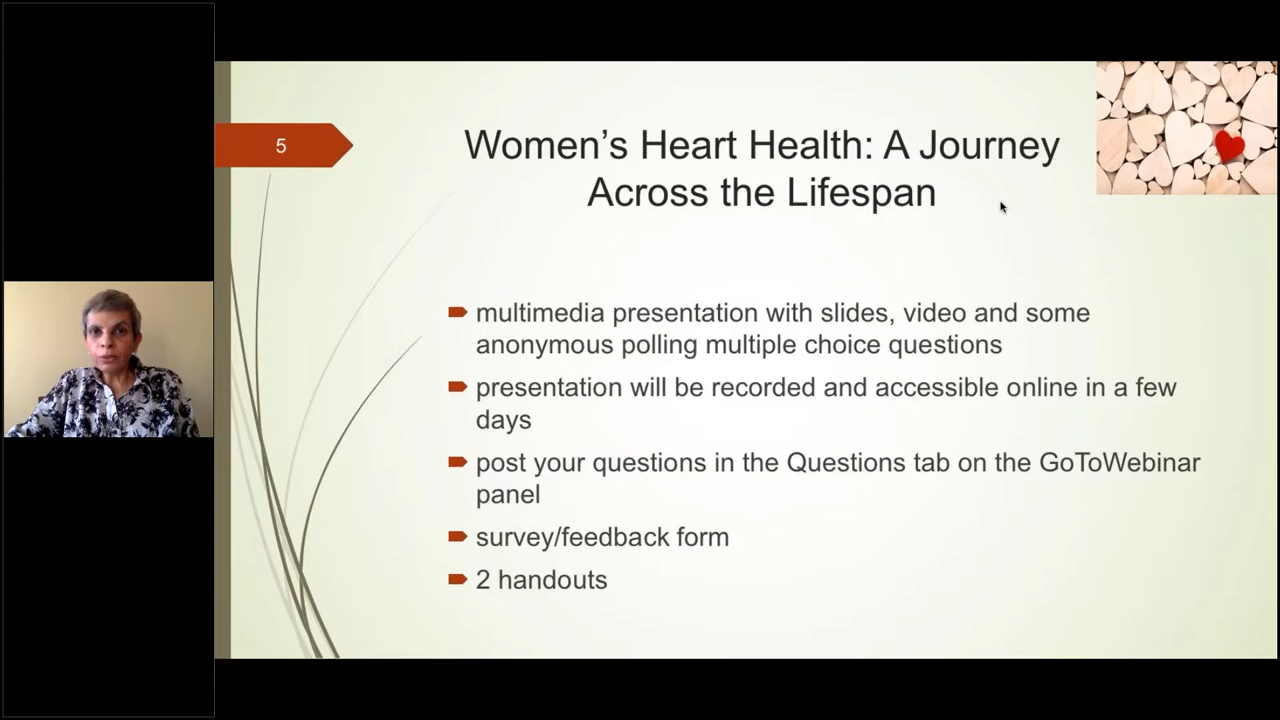 5
Women’s Heart Health: A Journey
Across the Lifespan
multimedia presentation with slides, video and some
anonymous polling multiple choice questions
presentation will be recorded and accessible online in a few
days
post your questions in the Questions tab on the GoToWebinar
panel
survey/feedback form
2 handouts